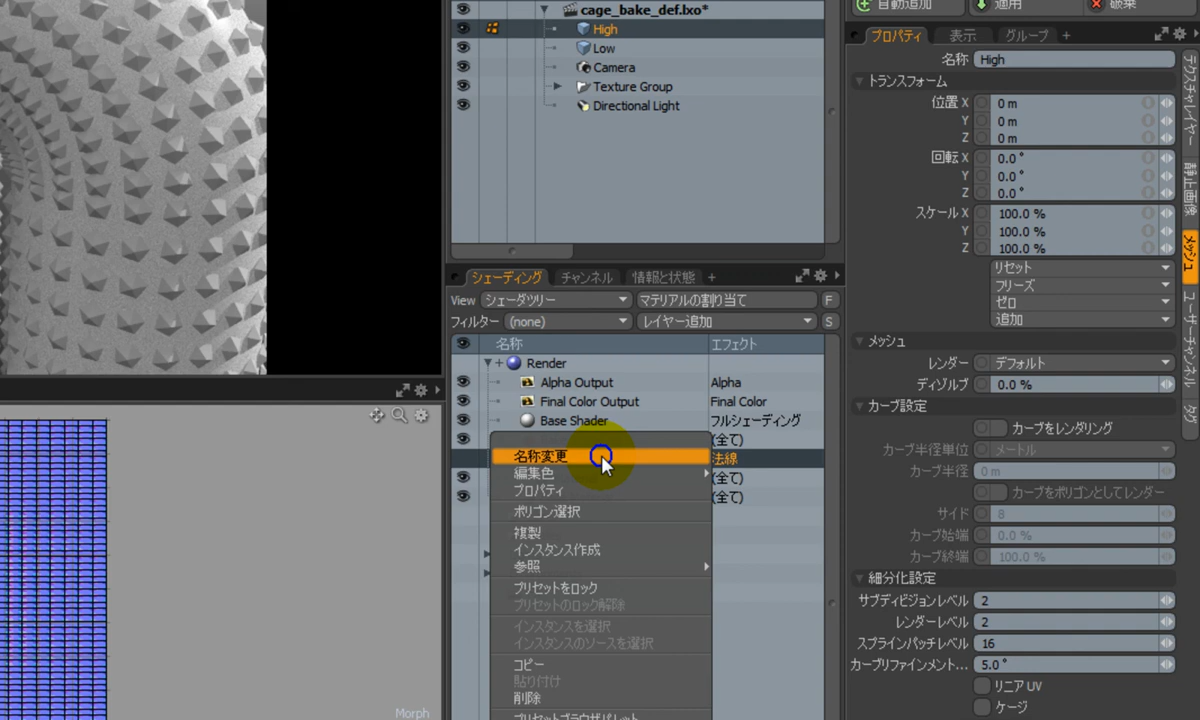 cage_bake_def.lxo*
High
Low
Camera
Texture Group
Directional Light
シェーディング チャンネル 情報と状態 +
View シェーダツリー マテリアルの割り当て F
フィルター (none) レイヤー追加 S
名称 エフェクト
Render
Alpha Output Alpha
Final Color Output Final Color
Base Shader フルシェーディング
(全て)
名称変更 法線
編集色 (全て)
プロパティ (全て)
ポリゴン選択
複製
インスタンス作成
参照
プリセットをロック
プリセットのロック解除
インスタンスを選択
インスタンスのソースを選択
コピー
貼り付け
削除
プリセットブラウザパレット
Morph
自動追加 適用 破棄
プロパティ 表示 グループ +
名称 High
トランスフォーム
位置 X 0 m
Y 0 m
Z 0 m
回転 X 0.0 °
Y 0.0 °
Z 0.0 °
スケール X 100.0 %
Y 100.0 %
Z 100.0 %
リセット
フリーズ
ゼロ
追加
メッシュ
レンダー デフォルト
ディゾルブ 0.0 %
カーブ設定
カーブをレンダリング
カーブ半径単位 メートル
カーブ半径 0 m
カーブをポリゴンとしてレンダー
サイド 8
カーブ始端 0.0 %
カーブ終端 100.0 %
細分化設定
サブディビジョンレベル 2
レンダーレベル 2
スプラインパッチレベル 16
カーブリファインメント... 5.0 °
リニア UV
ケージ
テクスチャレイヤー
静止画像
メッシュ
ユーザーチャンネル
タグ